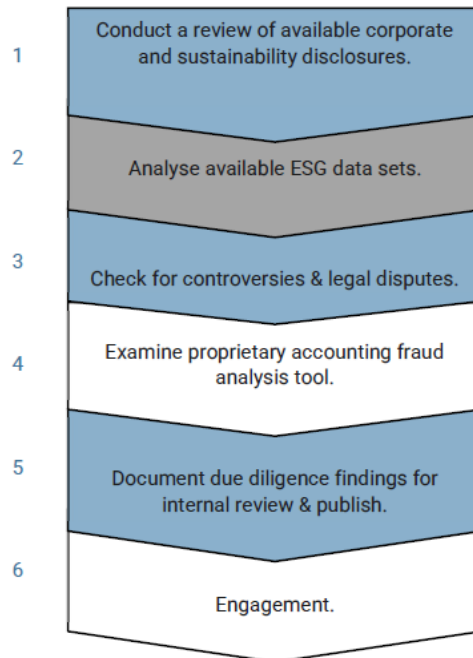 1
Conduct a review of available corporate
and sustainability disclosures.
2
Analyse available ESG data sets.
3
Check for controversies & legal disputes.
4
Examine proprietary accounting fraud
analysis tool.
5
Document due diligence findings for
internal review & publish.
6
Engagement.